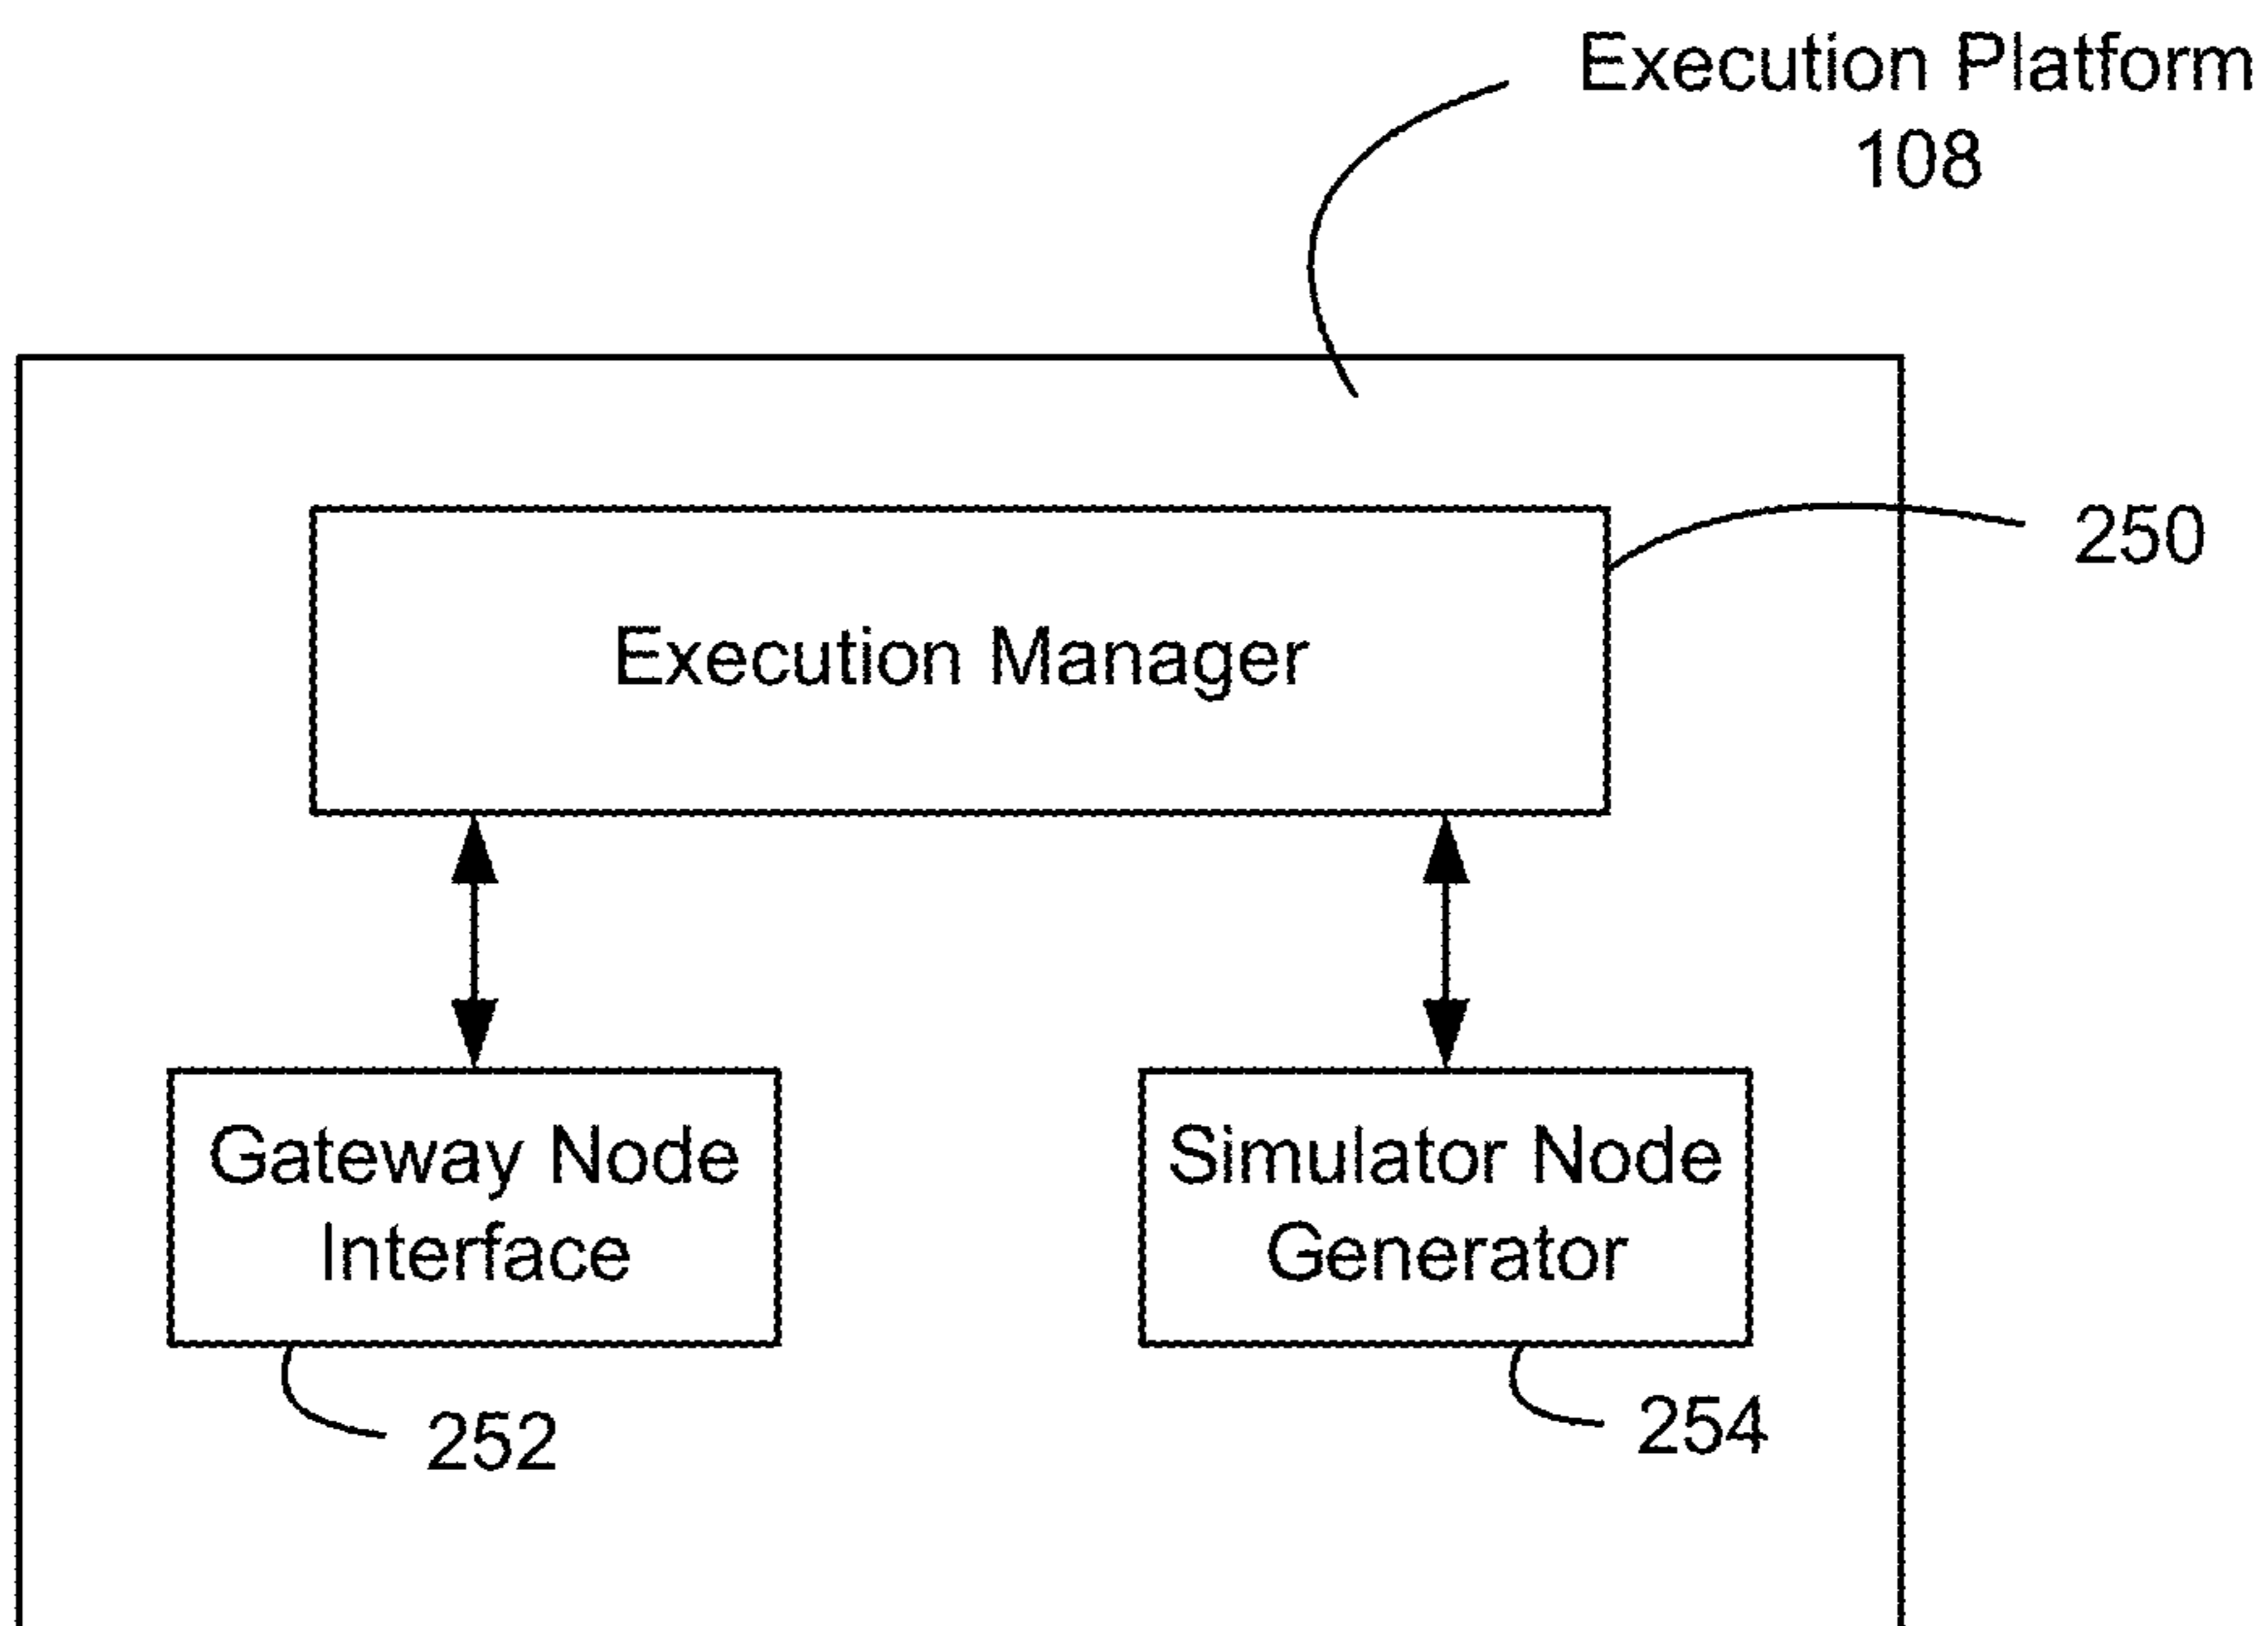 Execution Platform
108
250
Execution Manager
Gateway Node
Interface
Simulator Node
Generator
252
254